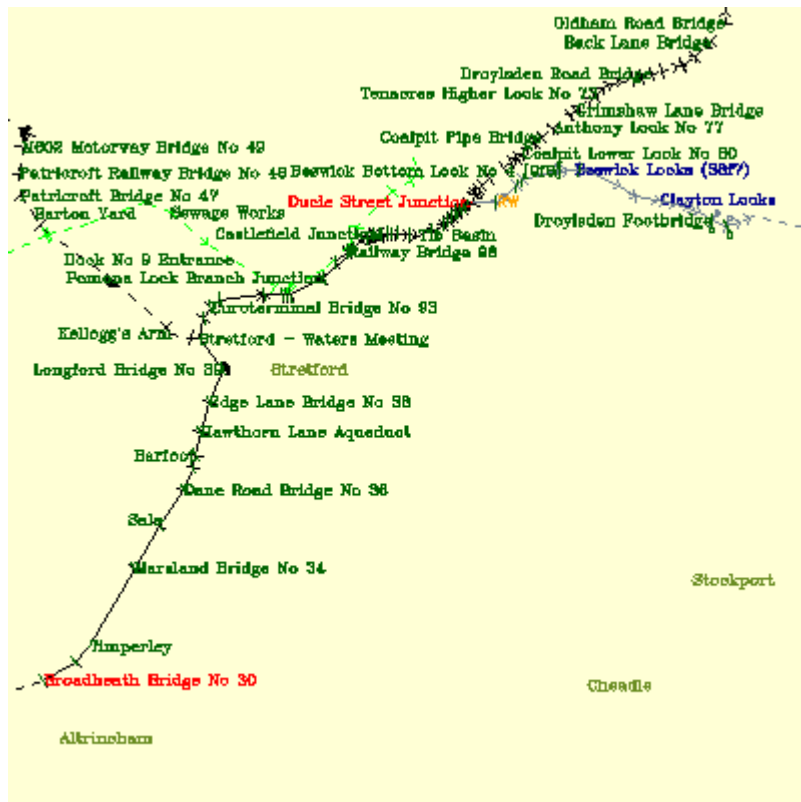 Oldham Road Bridge
Back Lane Bridge
Droylsden Road Bridge
Tenacres Higher Lock No
Grimshaw Lane Bridge
Anthony Lock No 77
Coalpit Pipe Bridge
M602 Motorway Bridge No 49
Coalpit Lower Lock No 80
Patricroft Railway Bridge No 48
Beswick Bottom Lock No
Beswick Locks (5&6?)
Patricroft Bridge No 47
Ducie Street Junction
RW
Clayton Locks
Barton Yard
Sewage Works
Droylsden Footbridge
Castlefield Junction
Tib Basin
Railway Bridge 96
Dock No 9 Entrance
Pomona Lock Branch Junction
Euroterminal Bridge No 93
Kellogg's Arm
Stretford - Waters Meeting
Longford Bridge No
Stretford
Edge Lane Bridge No 38
Hawthorn Lane Aqueduct
Barfoot
Dane Road Bridge No 36
Sale
Marsland Bridge No 34
Stockport
Timperley
Broadheath Bridge No 30
Cheadle
Altrincham